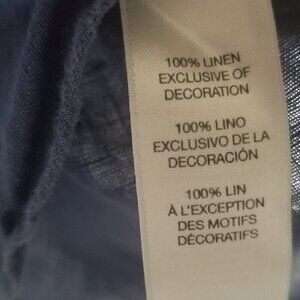 100% LINEN
EXCLUSIVE OF
DECORATION
100% LINO
EXCLUSIVO DE LA
DECORACIÓN
100% LIN
À L'EXCEPTION
DES MOTIFS
DÉCORATIFS